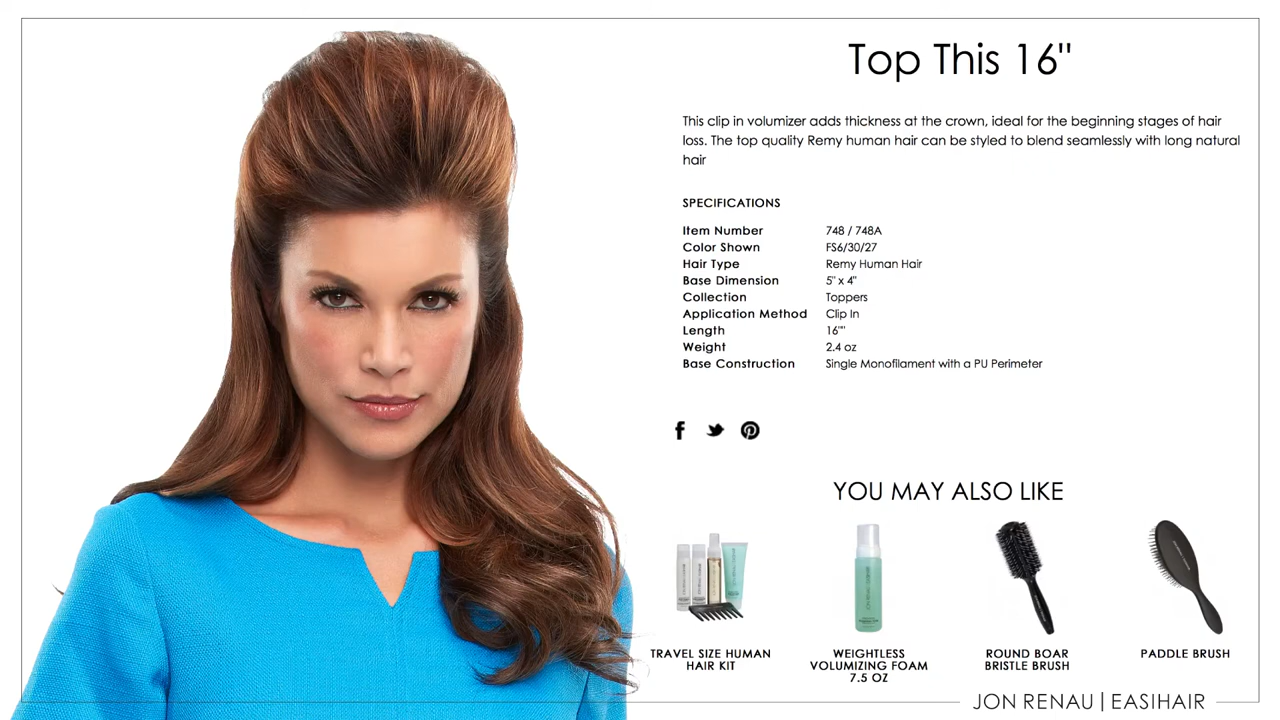 Top This 16"
This clip in volumizer adds thickness at the crown, ideal for the beginning stages of hair
loss. The top quality Remy human hair can be styled to blend seamlessly with long natural
hair
SPECIFICATIONS
Item Number 748 / 748A
Color Shown FS6/30/27
Hair Type Remy Human Hair
Base Dimension 5" x 4"
Collection Toppers
Application Method Clip In
Length 16""
Weight 2.4 oz
Base Construction Single Monofilament with a PU Perimeter
YOU MAY ALSO LIKE
TRAVEL SIZE HUMAN
HAIR KIT
WEIGHTLESS
VOLUMIZING FOAM
7.5 OZ
ROUND BOAR
BRISTLE BRUSH
PADDLE BRUSH
JON RENAU | EASIHAIR